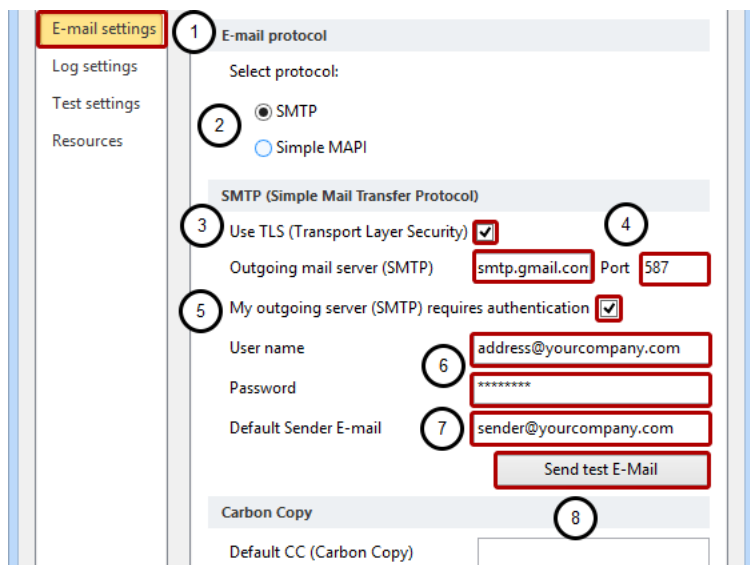 E-mail settings
Log settings
Test settings
Resources
1
E-mail protocol
Select protocol:
2
SMTP
Simple MAPI
SMTP (Simple Mail Transfer Protocol)
3
Use TLS (Transport Layer Security)
4
Outgoing mail server (SMTP) smtp.gmail.com Port 587
5
My outgoing server (SMTP) requires authentication
User name address@yourcompany.com
6
Password ********
Default Sender E-mail 7 sender@yourcompany.com
Send test E-Mail
Carbon Copy
8
Default CC (Carbon Copy)